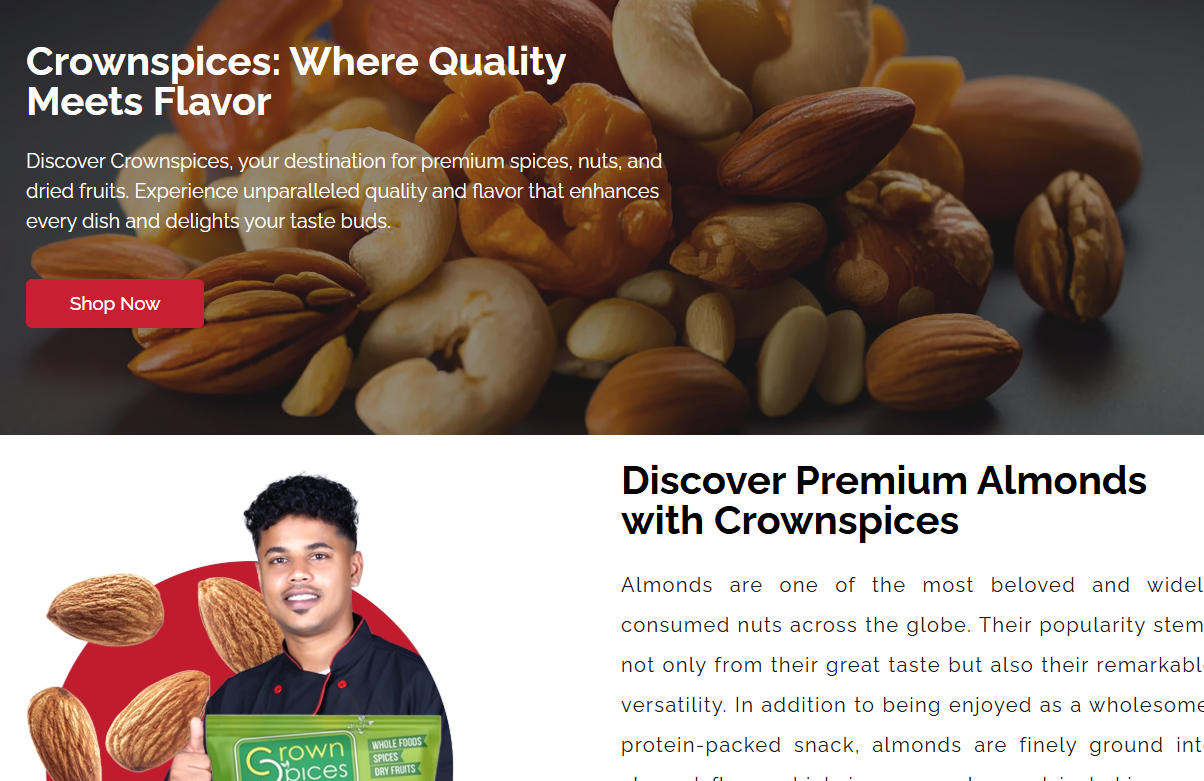 Crownspices: Where Quality
Meets Flavor
Discover Crownspices, your destination for premium spices, nuts, and
dried fruits. Experience unparalleled quality and flavor that enhances
every dish and delights your taste buds.
Shop Now
Discover Premium Almonds
with Crownspices
Almonds are one of the most beloved and widel
consumed nuts across the globe. Their popularity stem
not only from their great taste but also their remarkabl
versatility. In addition to being enjoyed as a wholesome
protein-packed snack, almonds are finely ground int
Crown
Spices
WHOLE FOODS
SPICES
DRY FRUITS